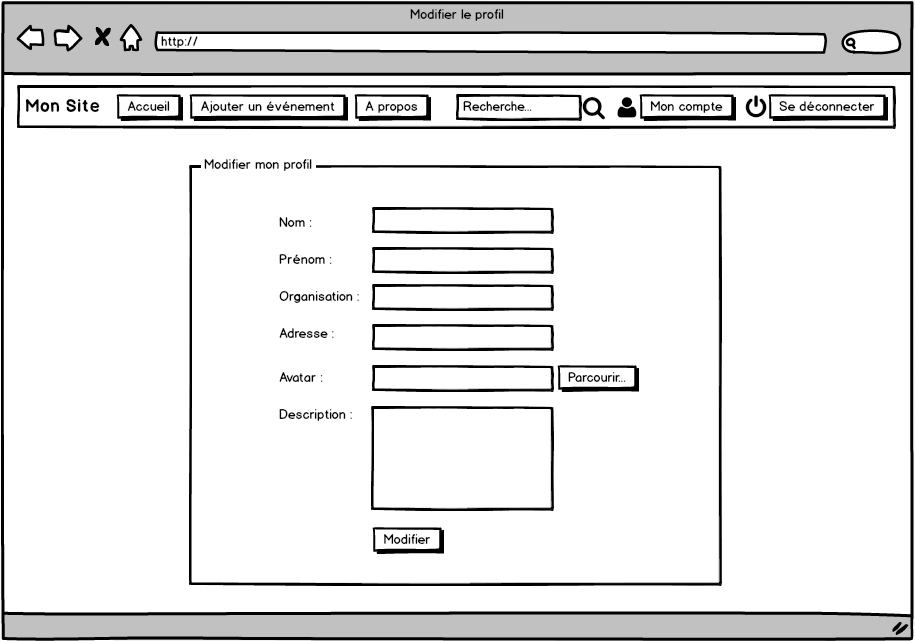 Modifier le profil
http://
Mon Site Accueil Ajouter un événement A propos Recherche... Mon compte Se déconnecter
Modifier mon profil
Nom :
Prénom :
Organisation :
Adresse :
Avatar : Parcourir...
Description :
Modifier